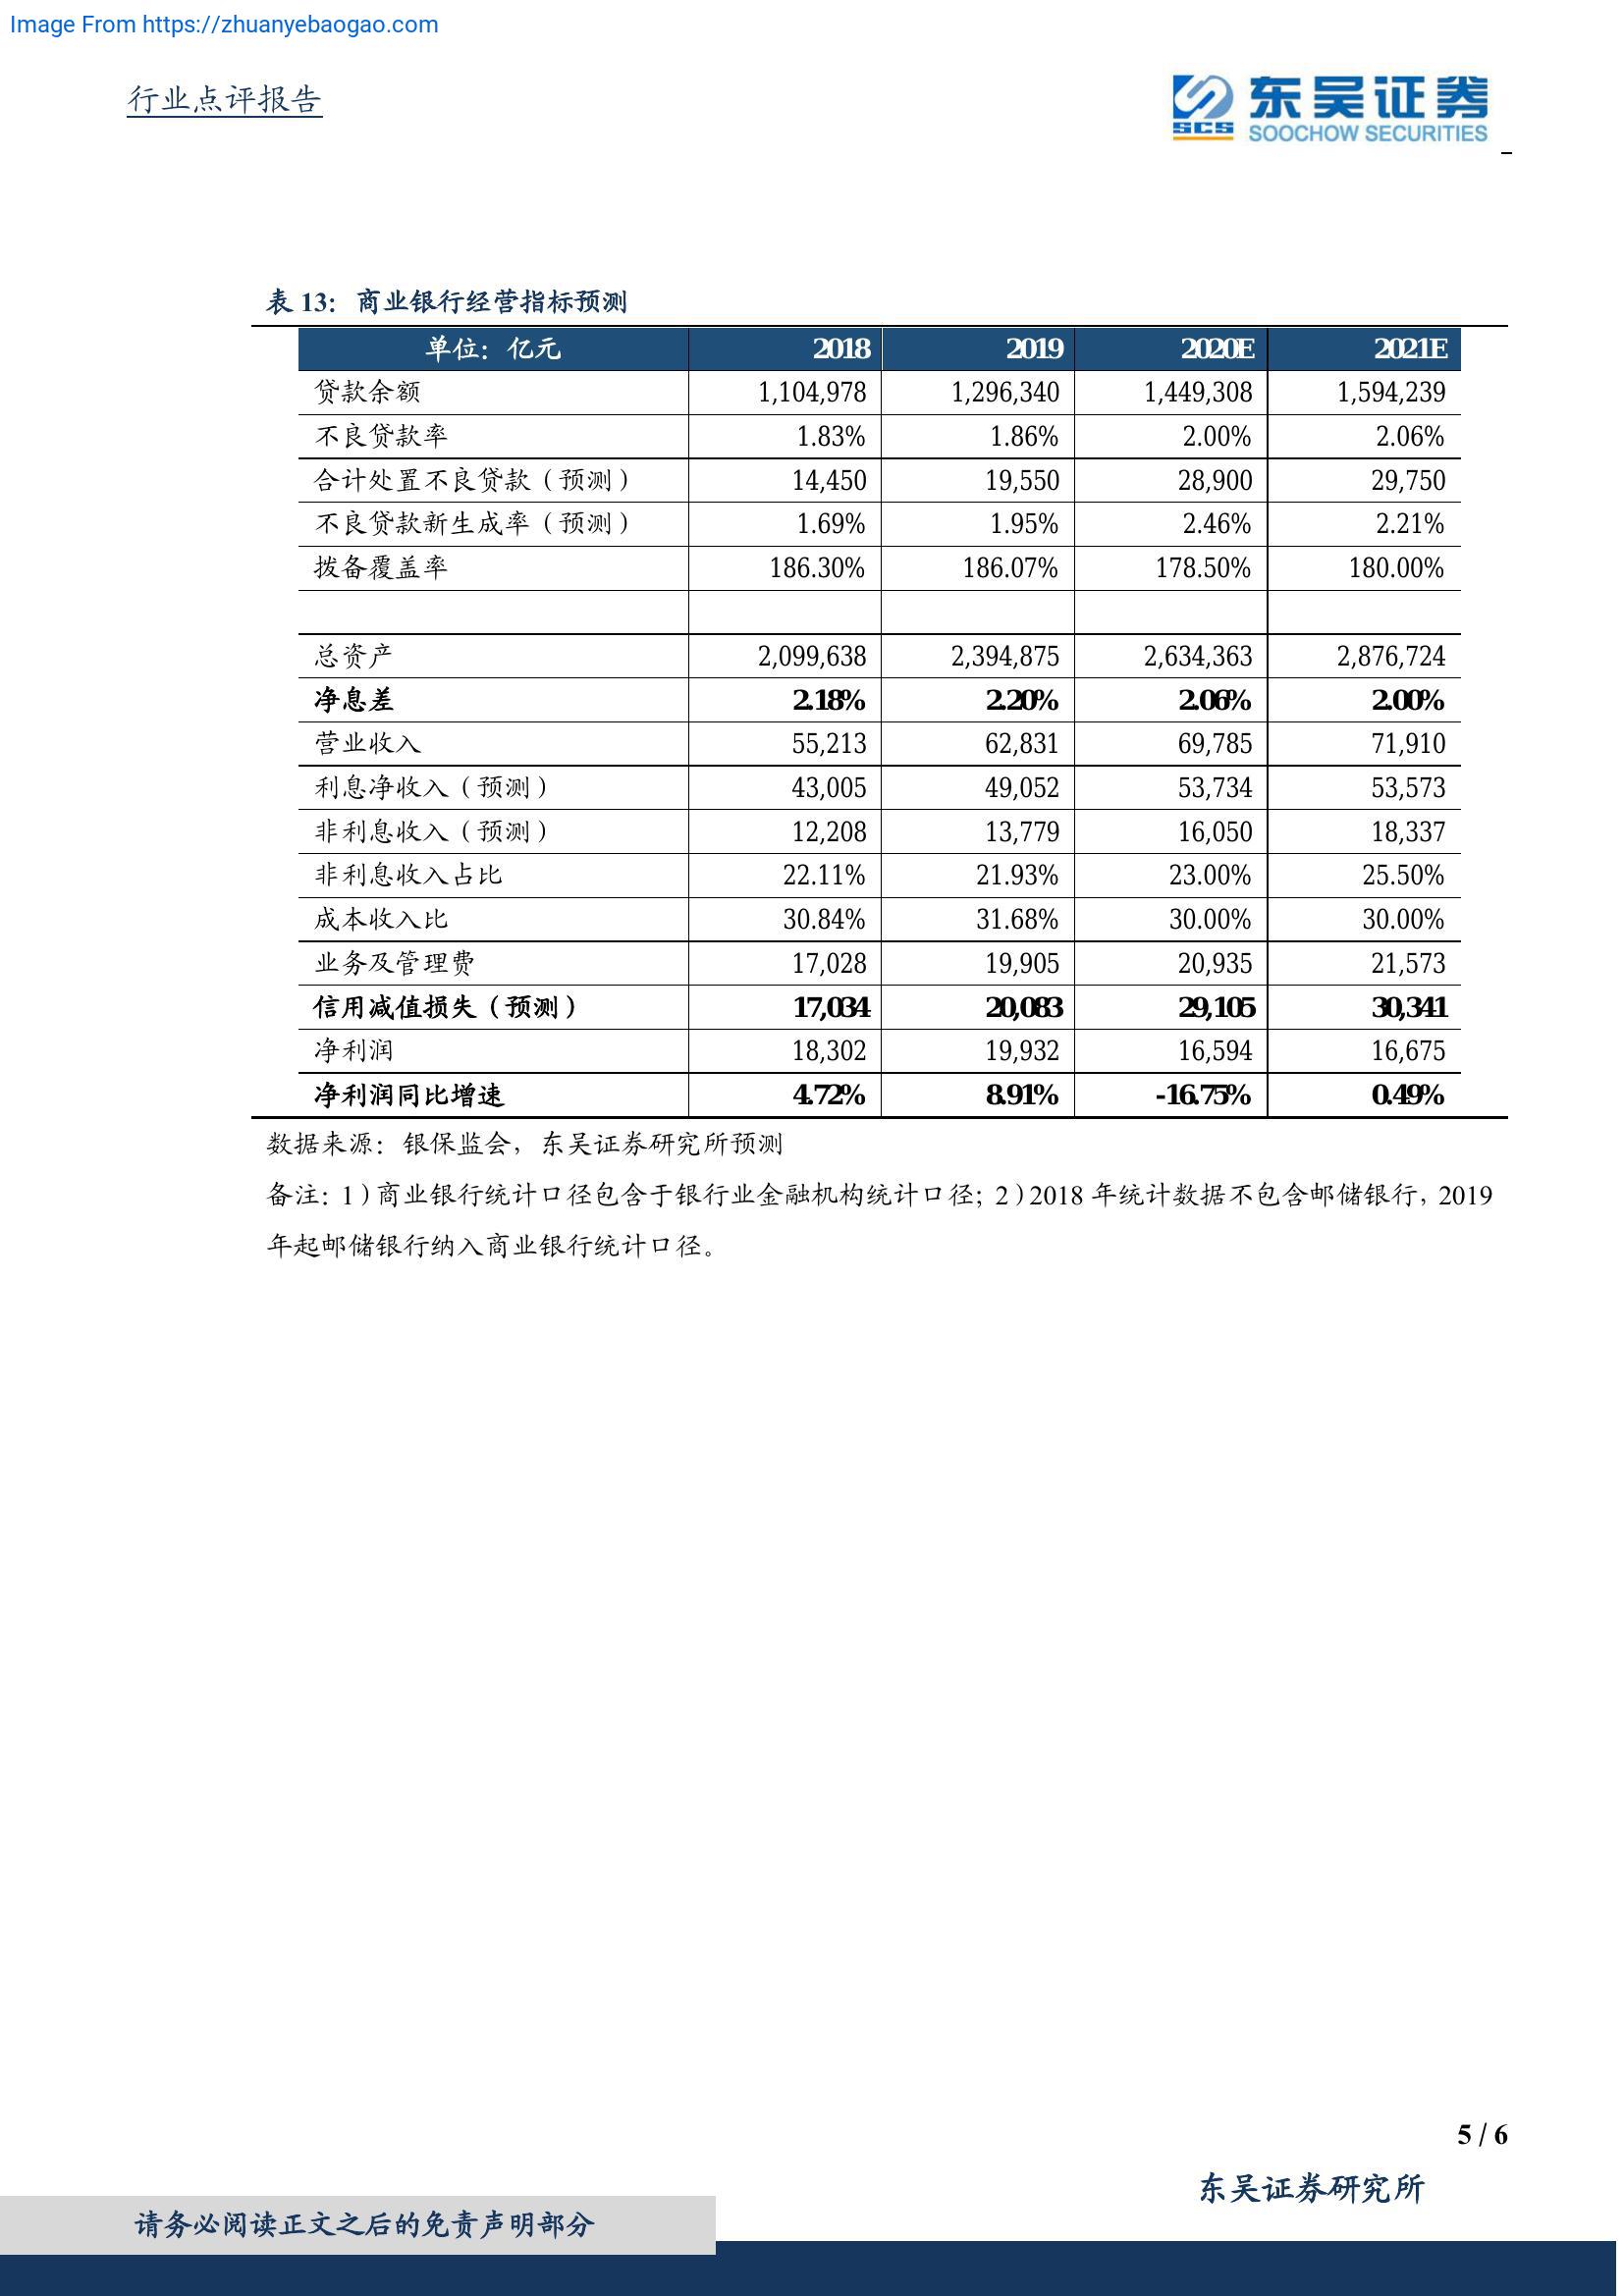 Image From https://zhuanyebaogao.com
行业点评报告
SCS 东吴证券
SOOCHOW SECURITIES
表 13：商业银行经营指标预测
单位：亿元 2018 2019 2020E 2021E
贷款余额 1,104,978 1,296,340 1,449,308 1,594,239
不良贷款率 1.83% 1.86% 2.00% 2.06%
合计处置不良贷款（预测） 14,450 19,550 28,900 29,750
不良贷款新生成率（预测） 1.69% 1.95% 2.46% 2.21%
拨备覆盖率 186.30% 186.07% 178.50% 180.00%
总资产 2,099,638 2,394,875 2,634,363 2,876,724
净息差 2.18% 2.20% 2.06% 2.00%
营业收入 55,213 62,831 69,785 71,910
利息净收入（预测） 43,005 49,052 53,734 53,573
非利息收入（预测） 12,208 13,779 16,050 18,337
非利息收入占比 22.11% 21.93% 23.00% 25.50%
成本收入比 30.84% 31.68% 30.00% 30.00%
业务及管理费 17,028 19,905 20,935 21,573
信用减值损失（预测） 17,034 20,083 29,105 30,341
净利润 18,302 19,932 16,594 16,675
净利润同比增速 4.72% 8.91% -16.75% 0.49%
数据来源：银保监会，东吴证券研究所预测
备注：1）商业银行统计口径包含于银行业金融机构统计口径；2）2018 年统计数据不包含邮储银行，2019
年起邮储银行纳入商业银行统计口径。
5 / 6
东吴证券研究所
请务必阅读正文之后的免责声明部分